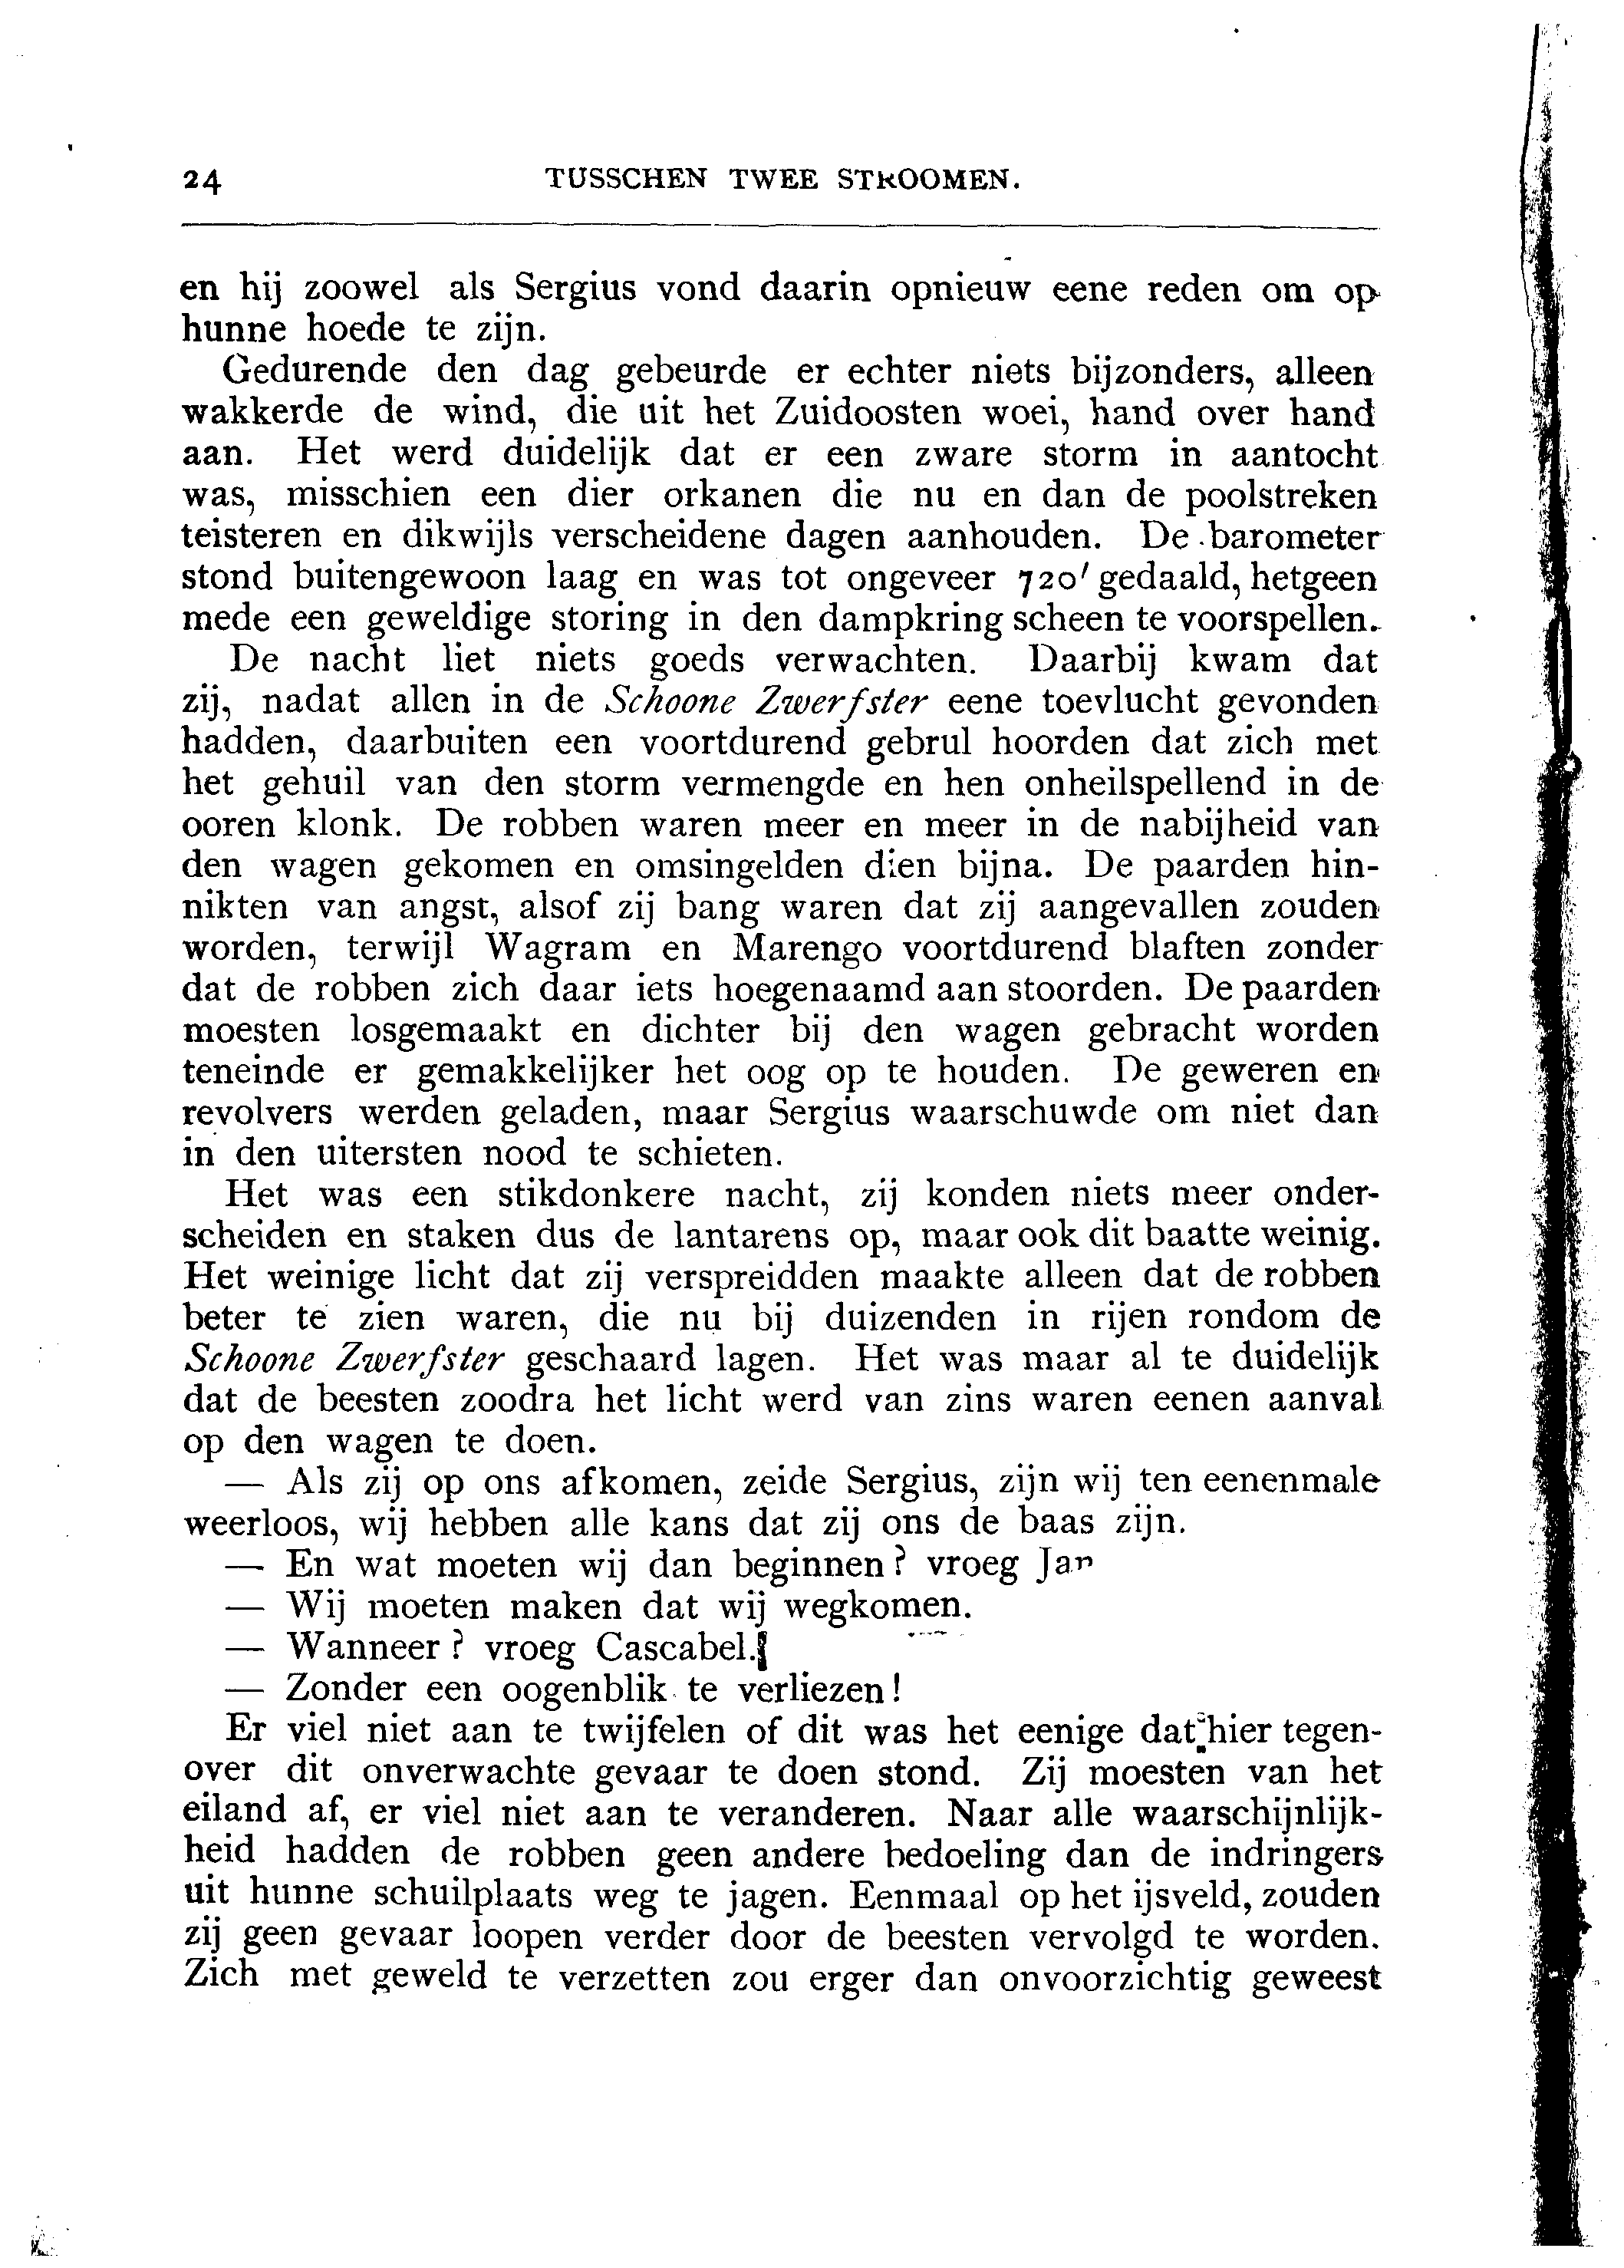 24 TUSSCHEN TWEE STROOMEN.
en hij zoowel als Sergius vond daarin opnieuw eene reden om op
hunne hoede te zijn.
Gedurende den dag gebeurde er echter niets bijzonders, alleen
wakkerde de wind, die uit het Zuidoosten woei, hand over hand
aan. Het werd duidelijk dat er een zware storm in aantocht
was, misschien een dier orkanen die nu en dan de poolstreken
teisteren en dikwijls verscheidene dagen aanhouden. De barometer
stond buitengewoon laag en was tot ongeveer 720′ gedaald, hetgeen
mede een geweldige storing in den dampkring scheen te voorspellen.
De nacht liet niets goeds verwachten. Daarbij kwam dat
zij, nadat allen in de Schoone Zwerfster eene toevlucht gevonden
hadden, daarbuiten een voortdurend gebrul hoorden dat zich met
het gehuil van den storm vermengde en hen onheilspellend in de
ooren klonk. De robben waren meer en meer in de nabijheid van
den wagen gekomen en omsingelden dien bijna. De paarden hin-
nikten van angst, alsof zij bang waren dat zij aangevallen zouden
worden, terwijl Wagram en Marengo voortdurend blaften zonder
dat de robben zich daar iets hoegenaamd aan stoorden. De paarden
moesten losgemaakt en dichter bij den wagen gebracht worden
teneinde er gemakkelijker het oog op te houden. De geweren en
revolvers werden geladen, maar Sergius waarschuwde om niet dan
in den uitersten nood te schieten.
Het was een stikdonkere nacht, zij konden niets meer onder-
scheiden en staken dus de lantarens op, maar ook dit baatte weinig.
Het weinige licht dat zij verspreidden maakte alleen dat de robben
beter te zien waren, die nu bij duizenden in rijen rondom de
Schoone Zwerfster geschaard lagen. Het was maar al te duidelijk
dat de beesten zoodra het licht werd van zins waren eenen aanval
op den wagen te doen.
— Als zij op ons afkomen, zeide Sergius, zijn wij ten eenenmale
weerloos, wij hebben alle kans dat zij ons de baas zijn.
— En wat moeten wij dan beginnen? vroeg Jan
— Wij moeten maken dat wij wegkomen.
— Wanneer? vroeg Cascabel.
— Zonder een oogenblik te verliezen!
Er viel niet aan te twijfelen of dit was het eenige dat hier tegen-
over dit onverwachte gevaar te doen stond. Zij moesten van het
eiland af, er viel niet aan te veranderen. Naar alle waarschijnlijk-
heid hadden de robben geen andere bedoeling dan de indringers
uit hunne schuilplaats weg te jagen. Eenmaal op het ijsveld, zouden
zij geen gevaar loopen verder door de beesten vervolgd te worden.
Zich met geweld te verzetten zou erger dan onvoorzichtig geweest